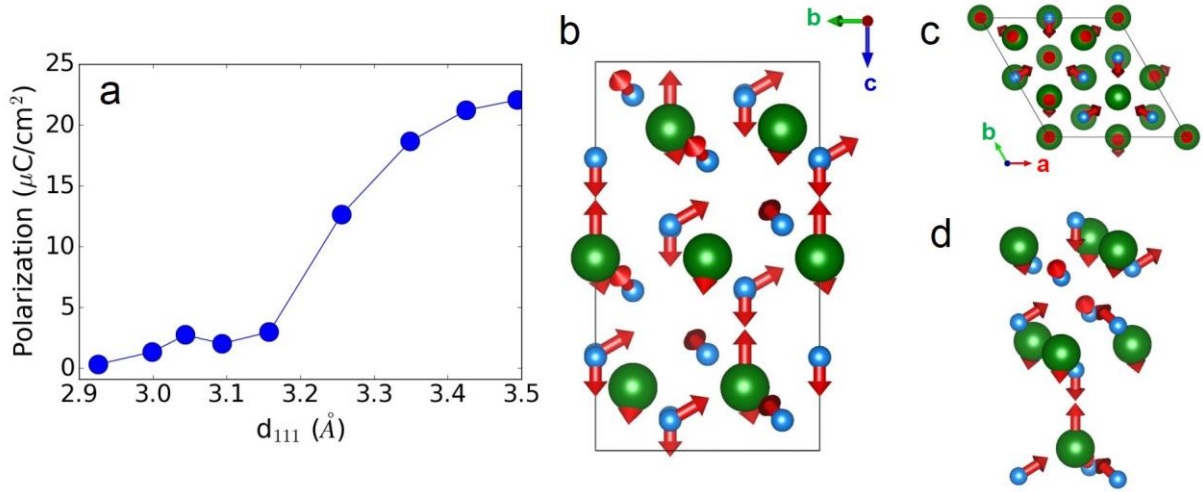 a
Polarization (μC/cm²)
25
20
15
10
5
0
2.9 3.0 3.1 3.2 3.3 3.4 3.5
d₁₁₁ (Å)
b
b
c
c
b
a
d